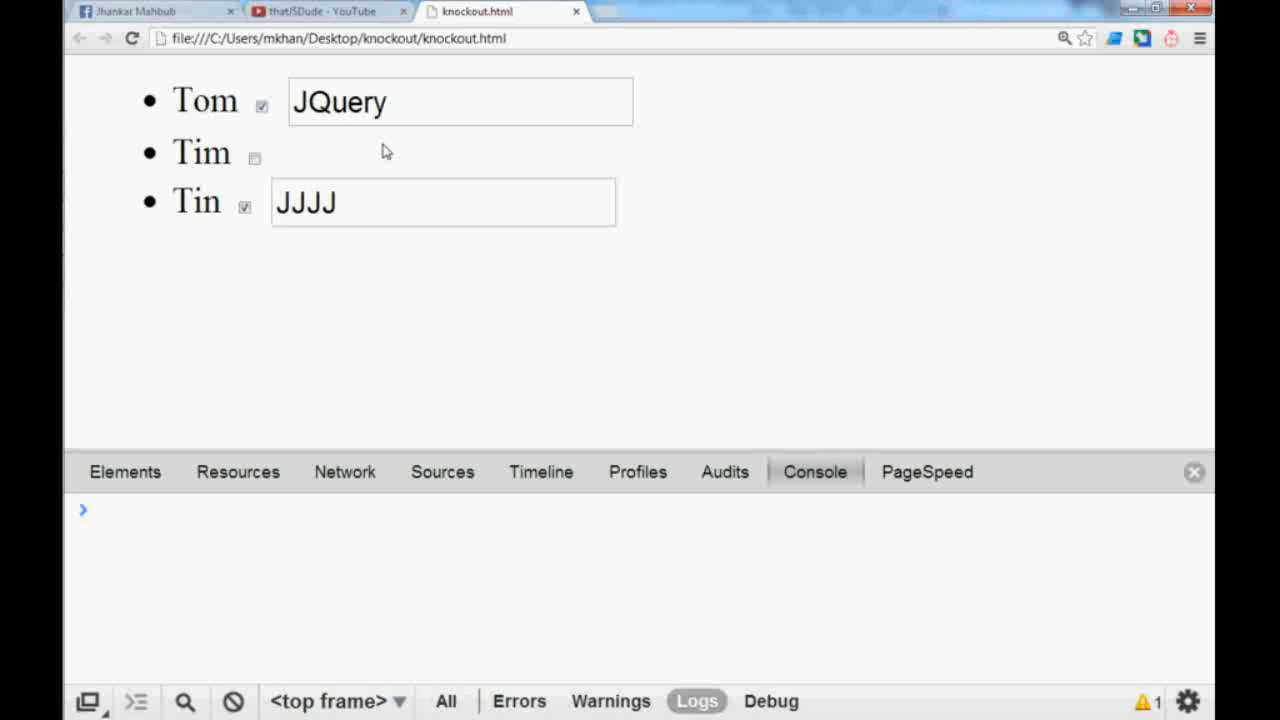 Jhankar Mahbub
thatJSDude - YouTube
knockout.html
file:///C:/Users/mkhan/Desktop/knockout/knockout.html
Tom
JQuery
Tim
Tin
JJJJ
Elements Resources Network Sources Timeline Profiles Audits Console PageSpeed
<top frame> All Errors Warnings Logs Debug 1